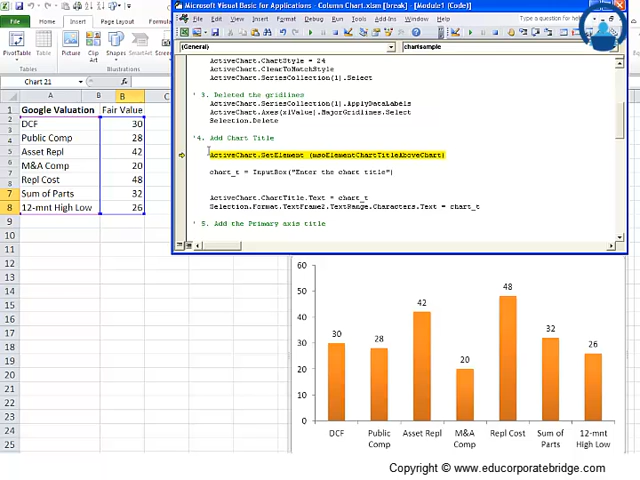 Microsoft Visual Basic for Applications - Column Chart.xlsm [break] - [Module1 (Code)]
File
Home
Insert
Page Layout
File Edit View Insert Format Debug Run Tools Add-Ins Window Help
Type a question for help
(General)
chartsample
PivotTable
Table
Picture
Clip
Art
Tables
Illustrations
Chart 21
fx
A
B
C
1 Google Valuation Fair Value
2 DCF 30
3 Public Comp 28
4 Asset Repl 42
5 M&A Comp 20
6 Repl Cost 48
7 Sum of Parts 32
8 12-mnt High Low 26
9
10
11
12
13
14
15
16
17
18
19
20
21
22
23
24
25
ActiveChart.ChartStyle = 24
ActiveChart.ClearToMatchStyle
ActiveChart.SeriesCollection(1).Select
' 3. Deleted the gridlines
ActiveChart.SeriesCollection(1).ApplyDataLabels
ActiveChart.Axes(xlValue).MajorGridlines.Select
Selection.Delete
'4. Add Chart Title
ActiveChart.SetElement (msoElementChartTitleAboveChart)
chart_t = InputBox("Enter the chart title")
ActiveChart.ChartTitle.Text = chart_t
Selection.Format.TextFrame2.TextRange.Characters.Text = chart_t
' 5. Add the Primary axis title
60
50
40
30
20
10
0
30
28
42
20
48
32
26
DCF
Public
Comp
Asset Repl
M&A
Comp
Repl Cost
Sum of
Parts
12-mnt
High Low
Copyright © www.educorporatebridge.com